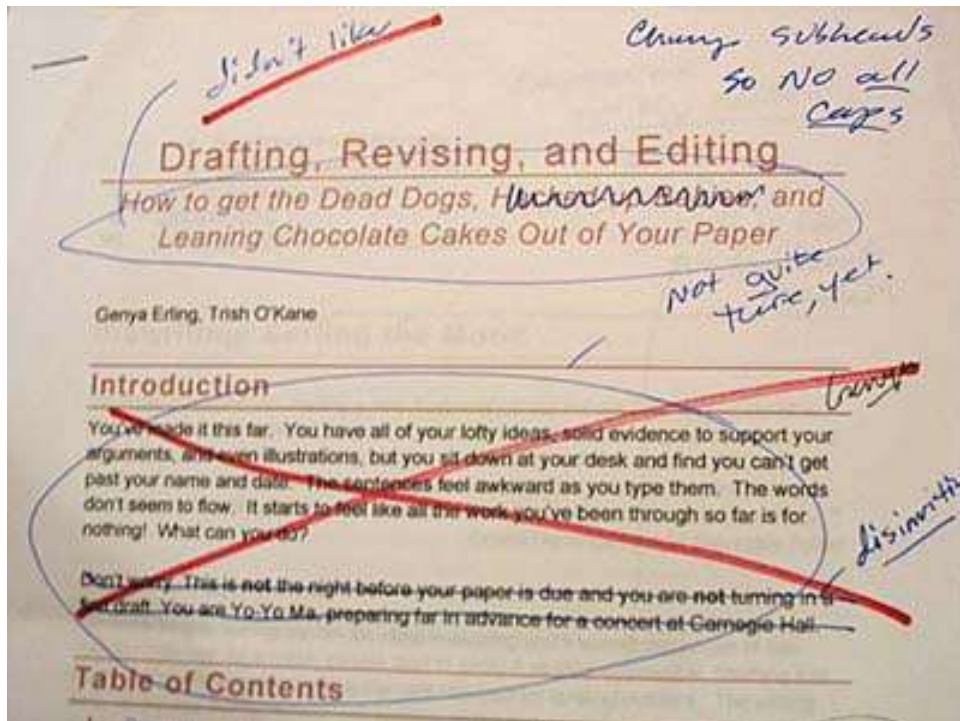 didn't like
Change subheads
so NO all
caps
Drafting, Revising, and Editing
How to get the Dead Dogs, and
Leaning Chocolate Cakes Out of Your Paper
Not quite
ture, yet.
Genya Erling, Trish O'Kane
Introduction
You've made it this far. You have all of your lofty ideas, solid evidence to support your
arguments, and even illustrations, but you sit down at your desk and find you can't get
past your name and date. The sentences feel awkward as you type them. The words
don't seem to flow. It starts to feel like all the work you've been through so far is for
nothing! What can you do?
disinviting
Don't worry. This is not the night before your paper is due and you are not turning in a
first draft. You are Yo-Yo Ma, preparing far in advance for a concert at Carnegie Hall.
Table of Contents